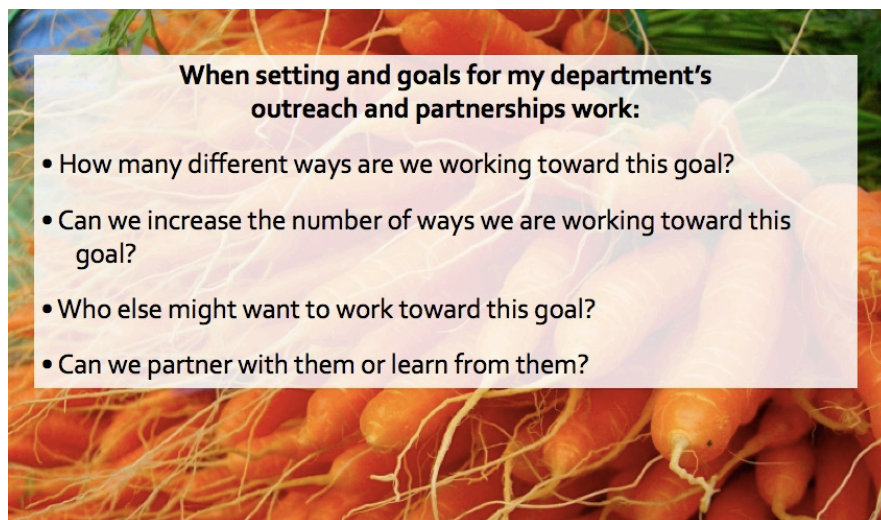 When setting and goals for my department's
outreach and partnerships work:
• How many different ways are we working toward this goal?
• Can we increase the number of ways we are working toward this
goal?
• Who else might want to work toward this goal?
• Can we partner with them or learn from them?